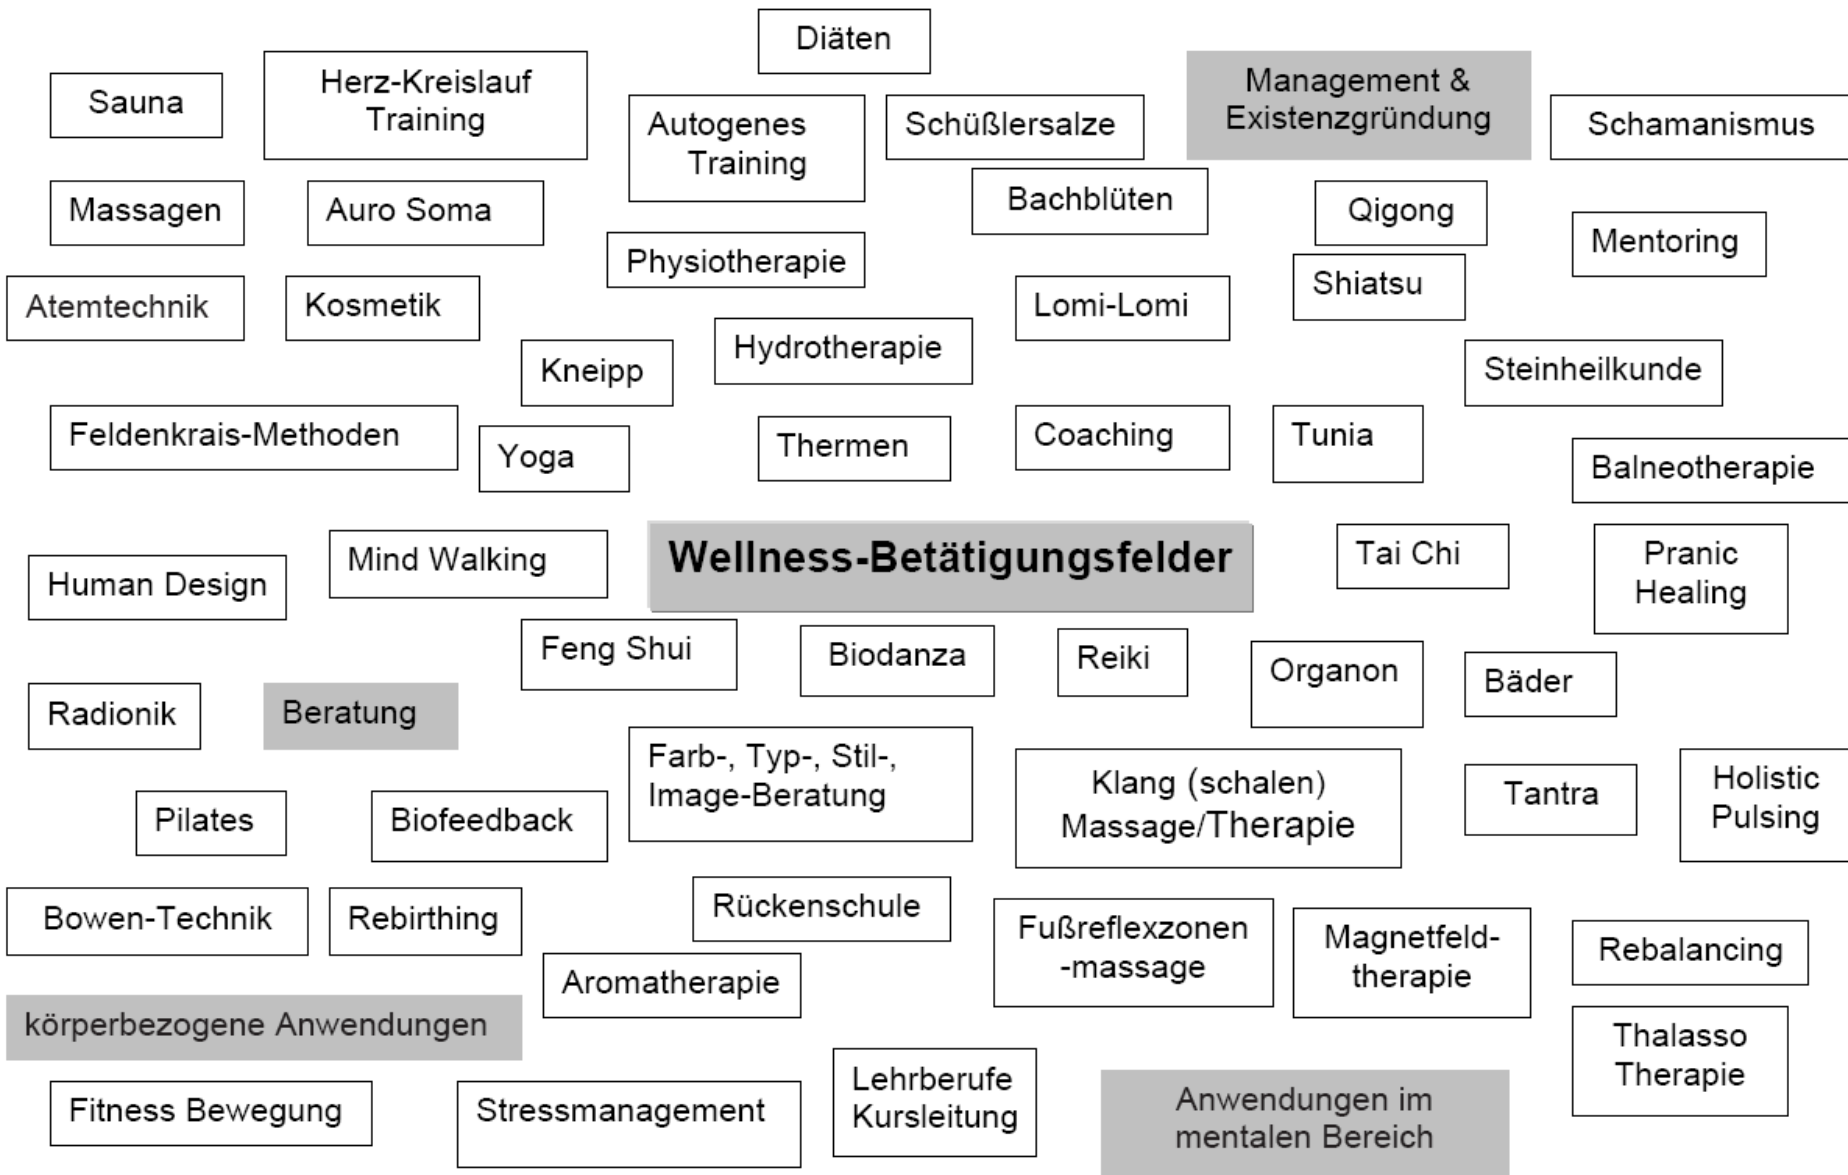 Diäten
Sauna
Herz-Kreislauf
Training
Autogenes
Training
Schüßlersalze
Management &
Existenzgründung
Schamanismus
Massagen
Auro Soma
Bachblüten
Qigong
Mentoring
Physiotherapie
Atemtechnik
Kosmetik
Lomi-Lomi
Shiatsu
Kneipp
Hydrotherapie
Steinheilkunde
Feldenkrais-Methoden
Yoga
Thermen
Coaching
Tunia
Balneotherapie
Human Design
Mind Walking
Wellness-Betätigungsfelder
Tai Chi
Pranic
Healing
Feng Shui
Biodanza
Reiki
Organon
Bäder
Radionik
Beratung
Farb-, Typ-, Stil-,
Image-Beratung
Klang (schalen)
Massage/Therapie
Tantra
Holistic
Pulsing
Pilates
Biofeedback
Bowen-Technik
Rebirthing
Rückenschule
Fußreflexzonen
-massage
Magnetfeld-
therapie
Rebalancing
Aromatherapie
körperbezogene Anwendungen
Thalasso
Therapie
Fitness Bewegung
Stressmanagement
Lehrberufe
Kursleitung
Anwendungen im
mentalen Bereich